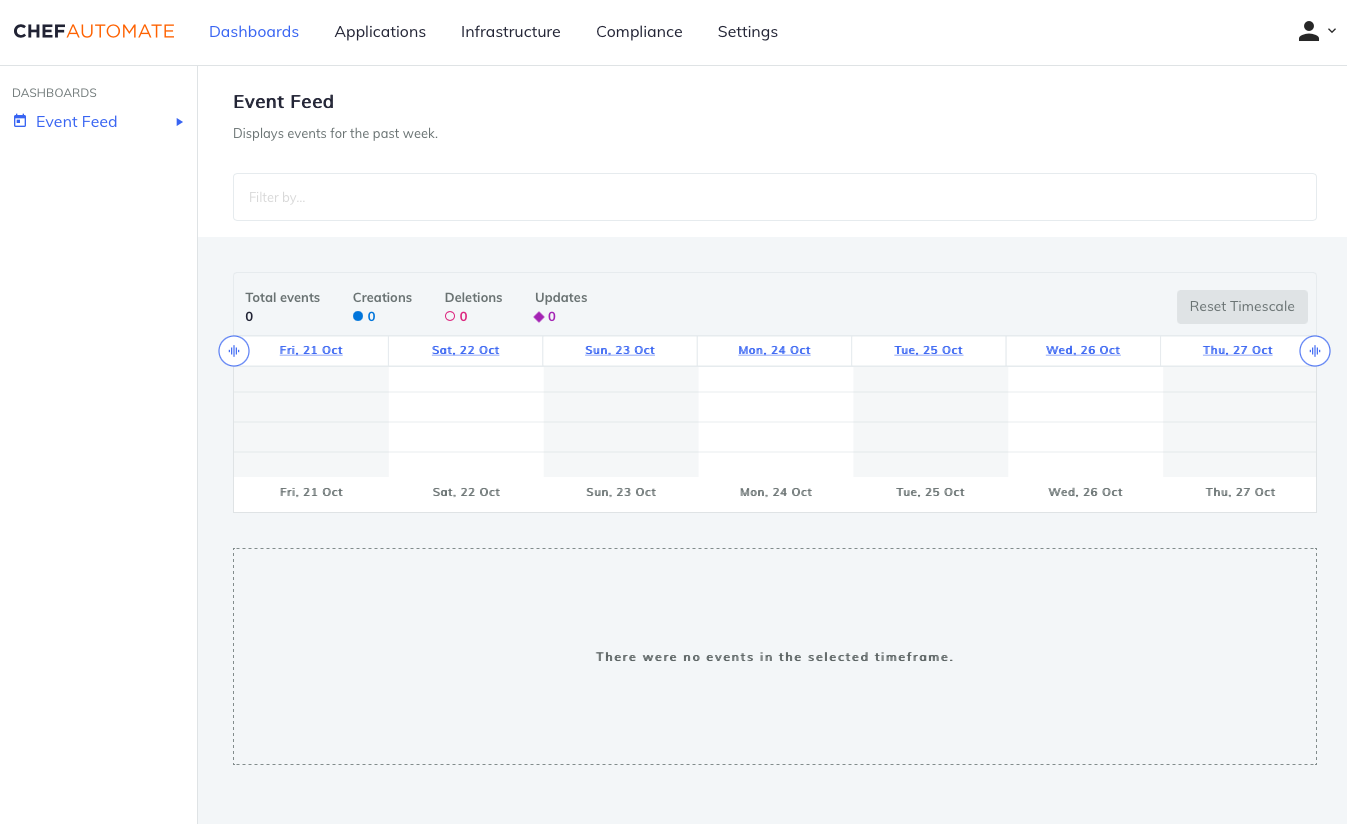 CHEFAUTOMATE Dashboards Applications Infrastructure Compliance Settings
DASHBOARDS
Event Feed
Event Feed
Displays events for the past week.
Filter by...
Total events Creations Deletions Updates
0 0 0 0
Reset Timescale
Fri, 21 Oct Sat, 22 Oct Sun, 23 Oct Mon, 24 Oct Tue, 25 Oct Wed, 26 Oct Thu, 27 Oct
Fri, 21 Oct Sat, 22 Oct Sun, 23 Oct Mon, 24 Oct Tue, 25 Oct Wed, 26 Oct Thu, 27 Oct
There were no events in the selected timeframe.